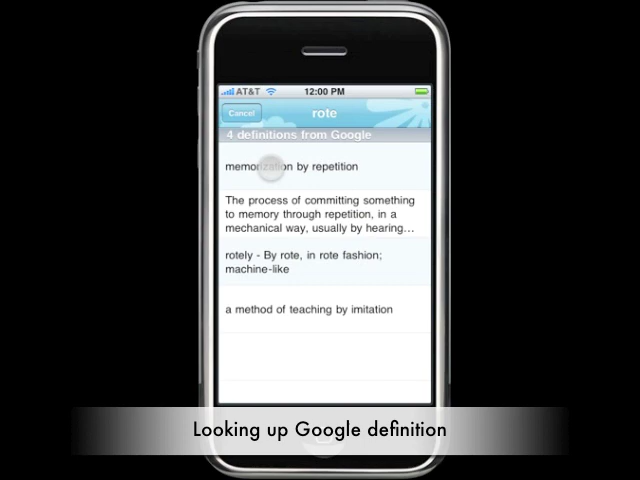 AT&T 12:00 PM
Cancel rote
4 definitions from Google
memorization by repetition
The process of committing something
to memory through repetition, in a
mechanical way, usually by hearing...
rotely - By rote, in rote fashion;
machine-like
a method of teaching by imitation
Looking up Google definition